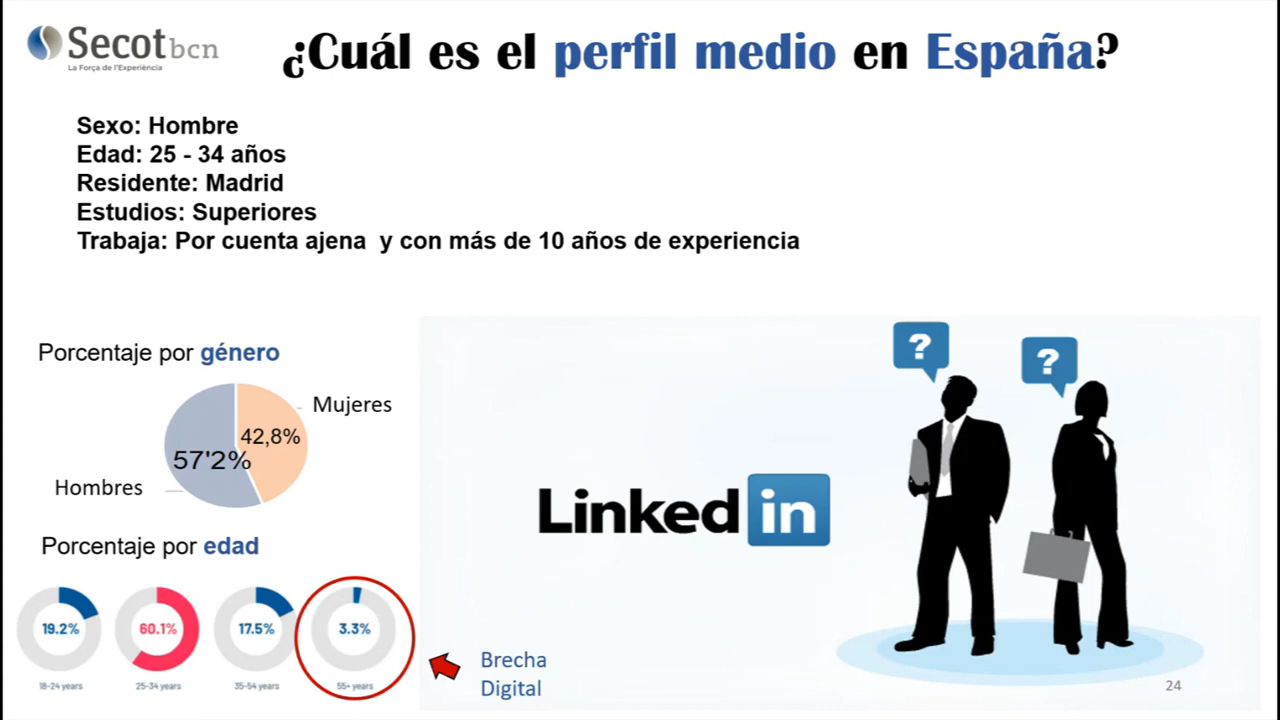 Secot bcn
La Força de l'Experiència
¿Cuál es el perfil medio en España?
Sexo: Hombre
Edad: 25 - 34 años
Residente: Madrid
Estudios: Superiores
Trabaja: Por cuenta ajena y con más de 10 años de experiencia
Porcentaje por género
Mujeres
42,8%
57'2%
Hombres
Porcentaje por edad
19.2%
60.1%
17.5%
3.3%
18-24 years
25-34 years
35-54 years
55+ years
Brecha
Digital
? ?
Linked in
24